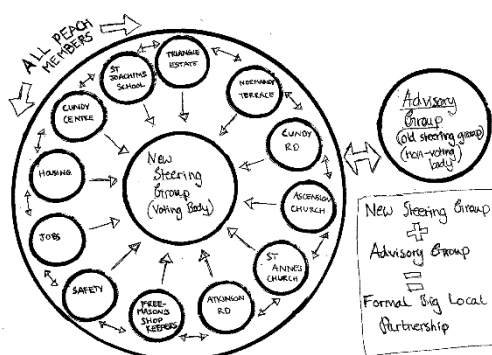 ALL PEACH
MEMBERS
TRIANGLE
ESTATE
NORMANDY
TERRACE
CUNDY
RD
ASCENSION
CHURCH
ST
ANNES
CHURCH
ATKINSON
RD
FREE-
MASONS
SHOP
KEEPERS
SAFETY
JOBS
HOUSING
CUNDY
CENTRE
ST
JOACHIMS
SCHOOL
New
Steering
Group
(Voting Body)
Advisory
Group
(old steering group)
(non-voting
body)
New Steering Group
+
Advisory Group
=
Formal Big Local
Partnership